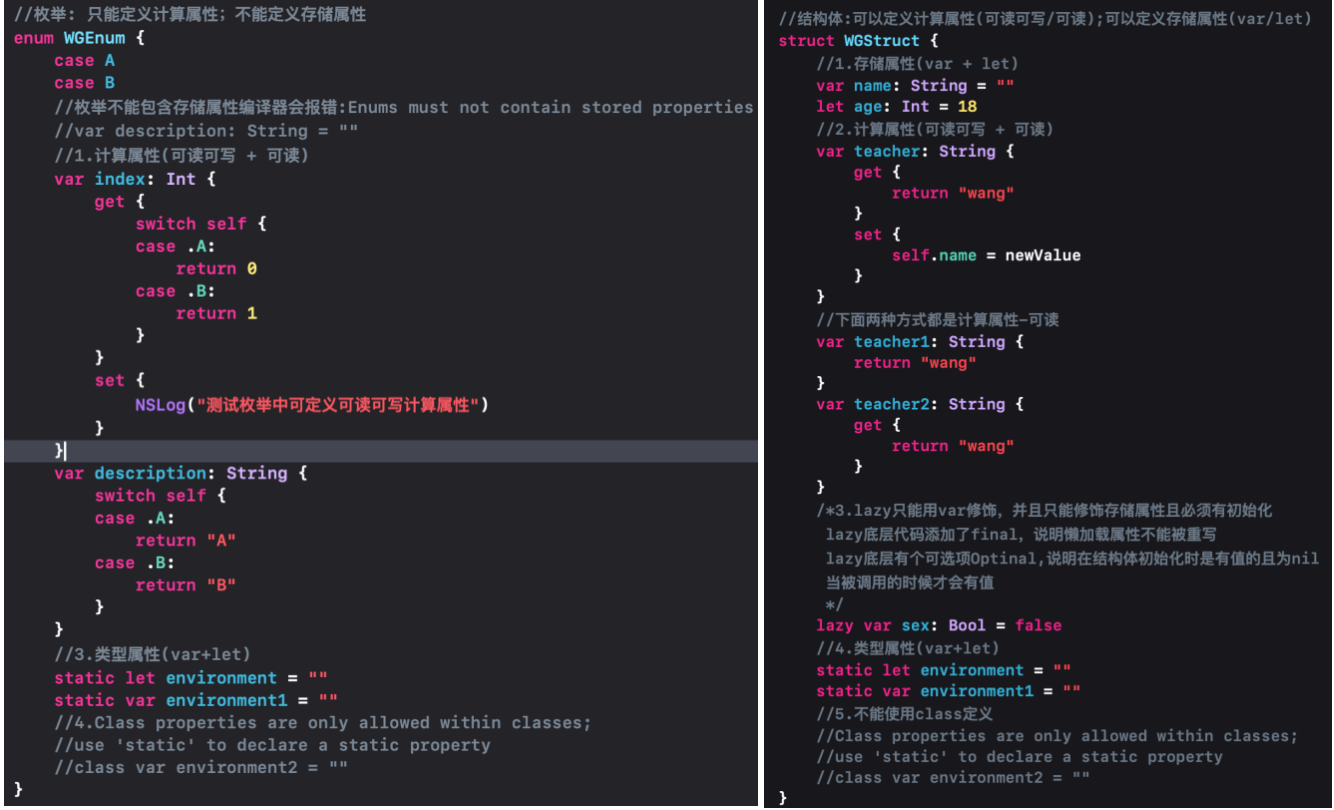 //枚举: 只能定义计算属性; 不能定义存储属性
enum WGEnum {
    case A
    case B
    //枚举不能包含存储属性编译器会报错:Enums must not contain stored properties
    //var description: String = ""
    //1.计算属性(可读可写 + 可读)
    var index: Int {
        get {
            switch self {
            case .A:
                return 0
            case .B:
                return 1
            }
        }
        set {
            NSLog("测试枚举中可定义可读可写计算属性")
        }
    }
    var description: String {
        switch self {
        case .A:
            return "A"
        case .B:
            return "B"
        }
    }
    //3.类型属性(var+let)
    static let environment = ""
    static var environment1 = ""
    //4.Class properties are only allowed within classes;
    //use 'static' to declare a static property
    //class var environment2 = ""
}
//结构体:可以定义计算属性(可读可写/可读);可以定义存储属性(var/let)
struct WGStruct {
    //1.存储属性(var + let)
    var name: String = ""
    let age: Int = 18
    //2.计算属性(可读可写 + 可读)
    var teacher: String {
        get {
            return "wang"
        }
        set {
            self.name = newValue
        }
    }
    //下面两种方式都是计算属性-可读
    var teacher1: String {
        return "wang"
    }
    var teacher2: String {
        get {
            return "wang"
        }
    }
    /*3.lazy只能用var修饰, 并且只能修饰存储属性且必须有初始化
     lazy底层代码添加了final, 说明懒加载属性不能被重写
     lazy底层有个可选项Optinal,说明在结构体初始化时是有值的且为nil
     当被调用的时候才会有值
     */
    lazy var sex: Bool = false
    //4.类型属性(var+let)
    static let environment = ""
    static var environment1 = ""
    //5.不能使用class定义
    //Class properties are only allowed within classes;
    //use 'static' to declare a static property
    //class var environment2 = ""
}